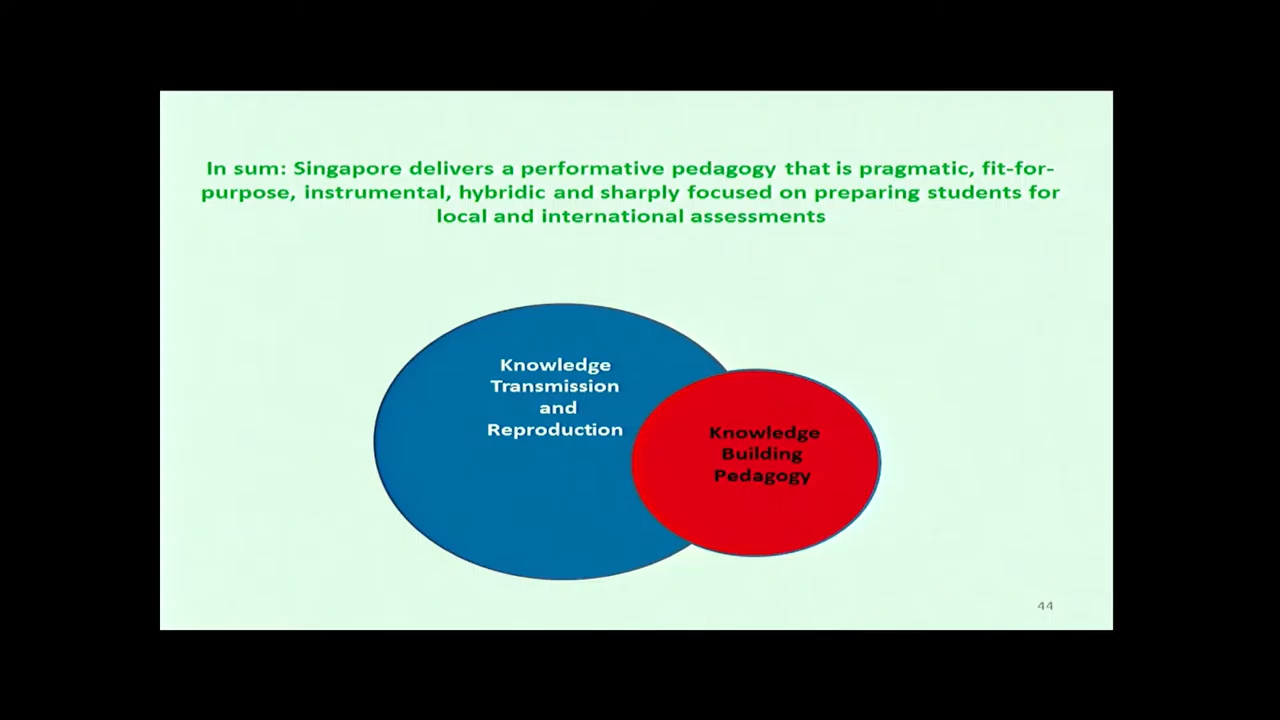 In sum: Singapore delivers a performative pedagogy that is pragmatic, fit-for-
purpose, instrumental, hybridic and sharply focused on preparing students for
local and international assessments
Knowledge
Transmission
and
Reproduction
Knowledge
Building
Pedagogy
44